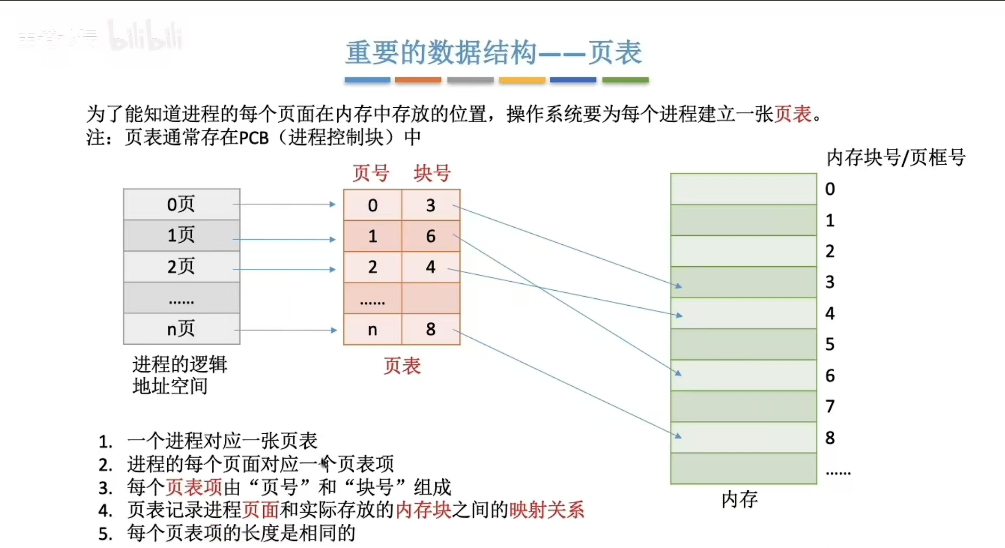 bilibili
重要的数据结构——页表
为了能知道进程的每个页面在内存中存放的位置，操作系统要为每个进程建立一张页表。
注：页表通常存在PCB（进程控制块）中
内存块号/页框号
页号 块号
0页 0 3 0
1页 1 6 1
2页 2 4 2
…… …… 3
n页 n 8 4
5
6
7
8
……
进程的逻辑
地址空间
页表
内存
1. 一个进程对应一张页表
2. 进程的每个页面对应一个页表项
3. 每个页表项由“页号”和“块号”组成
4. 页表记录进程页面和实际存放的内存块之间的映射关系
5. 每个页表项的长度是相同的